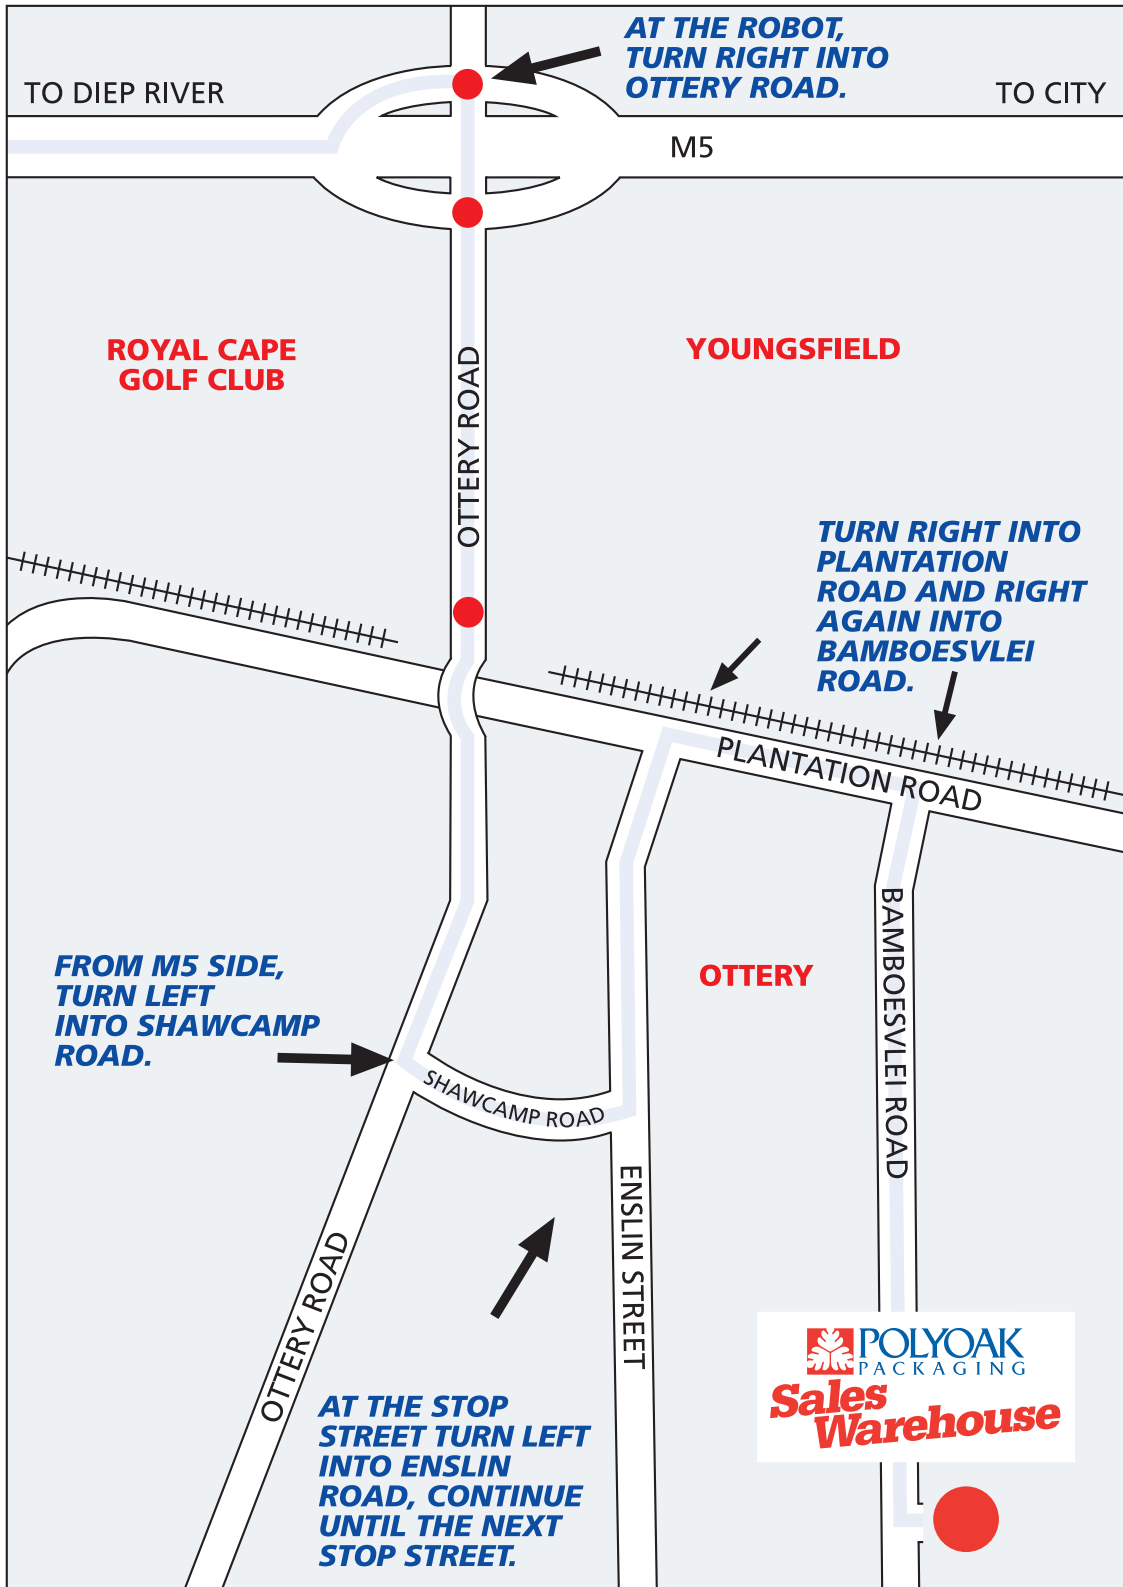 AT THE ROBOT,
TURN RIGHT INTO
OTTERY ROAD.
TO DIEP RIVER
TO CITY
M5
ROYAL CAPE
GOLF CLUB
YOUNGSFIELD
OTTERY ROAD
TURN RIGHT INTO
PLANTATION
ROAD AND RIGHT
AGAIN INTO
BAMBOESVLEI
ROAD.
PLANTATION ROAD
FROM M5 SIDE,
TURN LEFT
INTO SHAWCAMP
ROAD.
OTTERY
BAMBOESVLEI ROAD
SHAWCAMP ROAD
ENSLIN STREET
OTTERY ROAD
POLYOAK
PACKAGING
Sales
Warehouse
AT THE STOP
STREET TURN LEFT
INTO ENSLIN
ROAD, CONTINUE
UNTIL THE NEXT
STOP STREET.